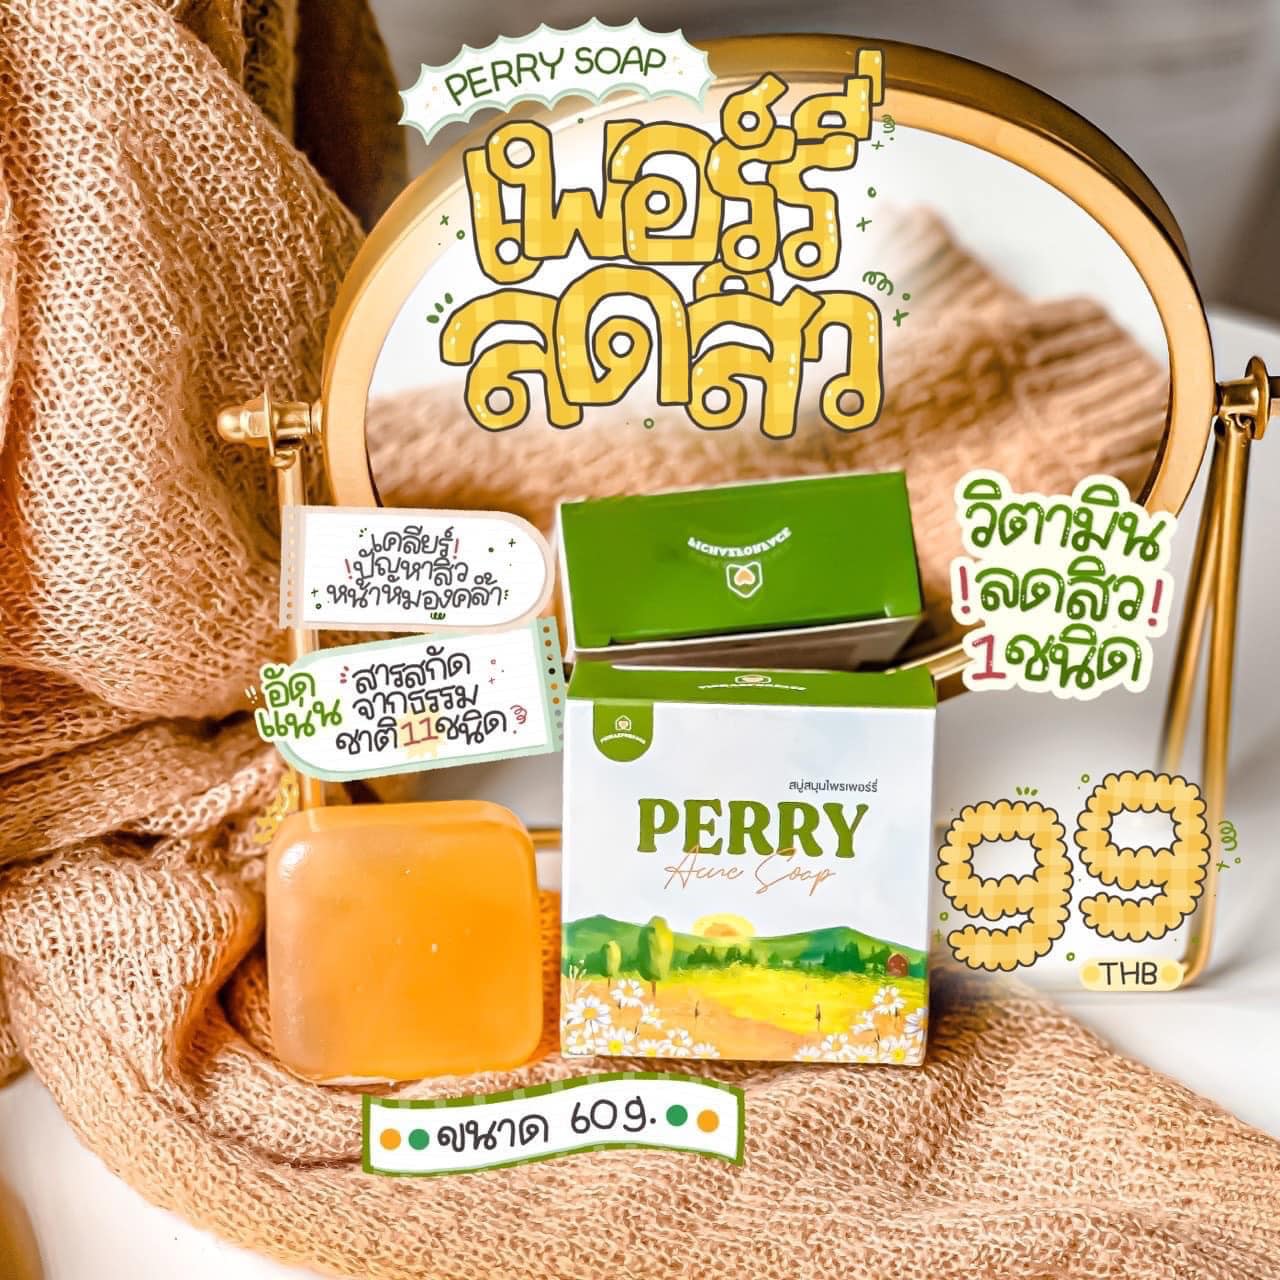 PERRY SOAP
เพอร์รี่
ลดสิว
เคลียร์!
!ปัญหาสิว
หน้าหมองคล้ำ
อัด
แน่น
สารสกัด
จากธรรม
ชาติ 11 ชนิด
วิตามิน
!ลดสิว!
1 ชนิด
สบู่สมุนไพรเพอร์รี่
PERRY
Acne Soap
99
THB
ขนาด 60 g.